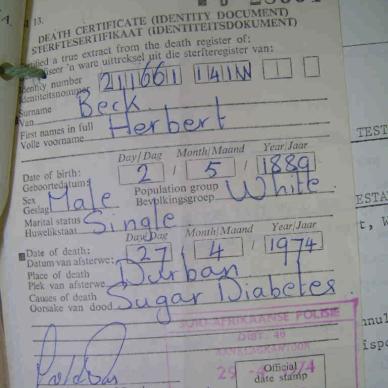 13.
DEATH CERTIFICATE (IDENTITY DOCUMENT)
STERFTESERTIFIKAAT (IDENTITEITSDOKUMENT)
a true extract from the death register of:
'n ware uittreksel uit die sterfteregister van:
Identity number
Identiteitsnommer 211661 141W
Surname
Van Beck
First names in full
Volle voorname Herbert
Day/Dag Month/Maand Year/Jaar
Date of birth:
Geboortedatum: 2 / 5 / 1889
Sex
Geslag Male
Population group
Bevolkingsgroep White
Marital status
Huwelikstaat Single
Day/Dag Month/Maand Year/Jaar
Date of death:
Datum van afsterwe: 27 / 4 / 1974
Place of death
Plek van afsterwe Durban
Causes of death
Oorsake van dood Sugar Diabetes
SUID-AFRIKAANSE POLISIE
29
Official
date stamp
TEST
ESTA